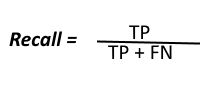 Recall = TP
TP + FN